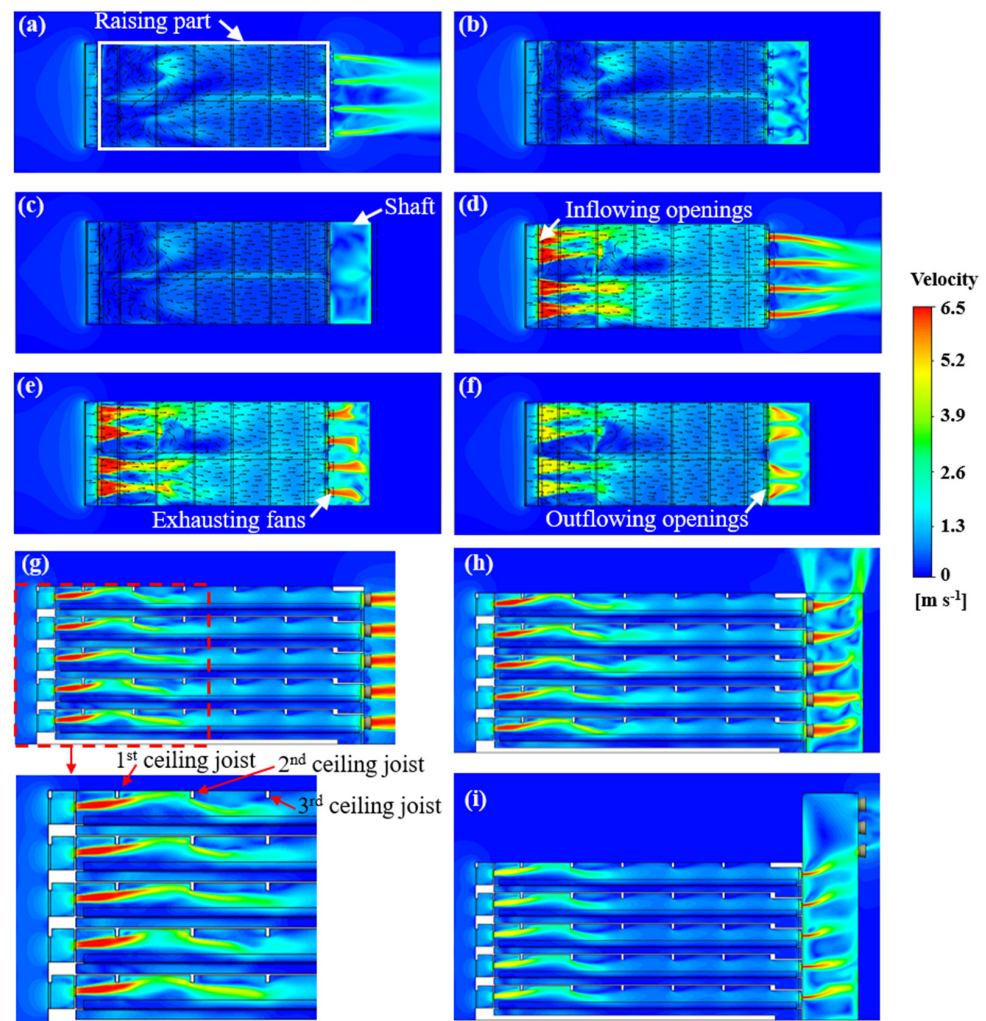 (a)
Raising part
(b)
(c)
Shaft
(d)
Inflowing openings
Velocity
6.5
5.2
3.9
2.6
1.3
0
[m s⁻¹]
(e)
Exhausting fans
(f)
Outflowing openings
(g)
(h)
1st ceiling joist
2nd ceiling joist
3rd ceiling joist
(i)